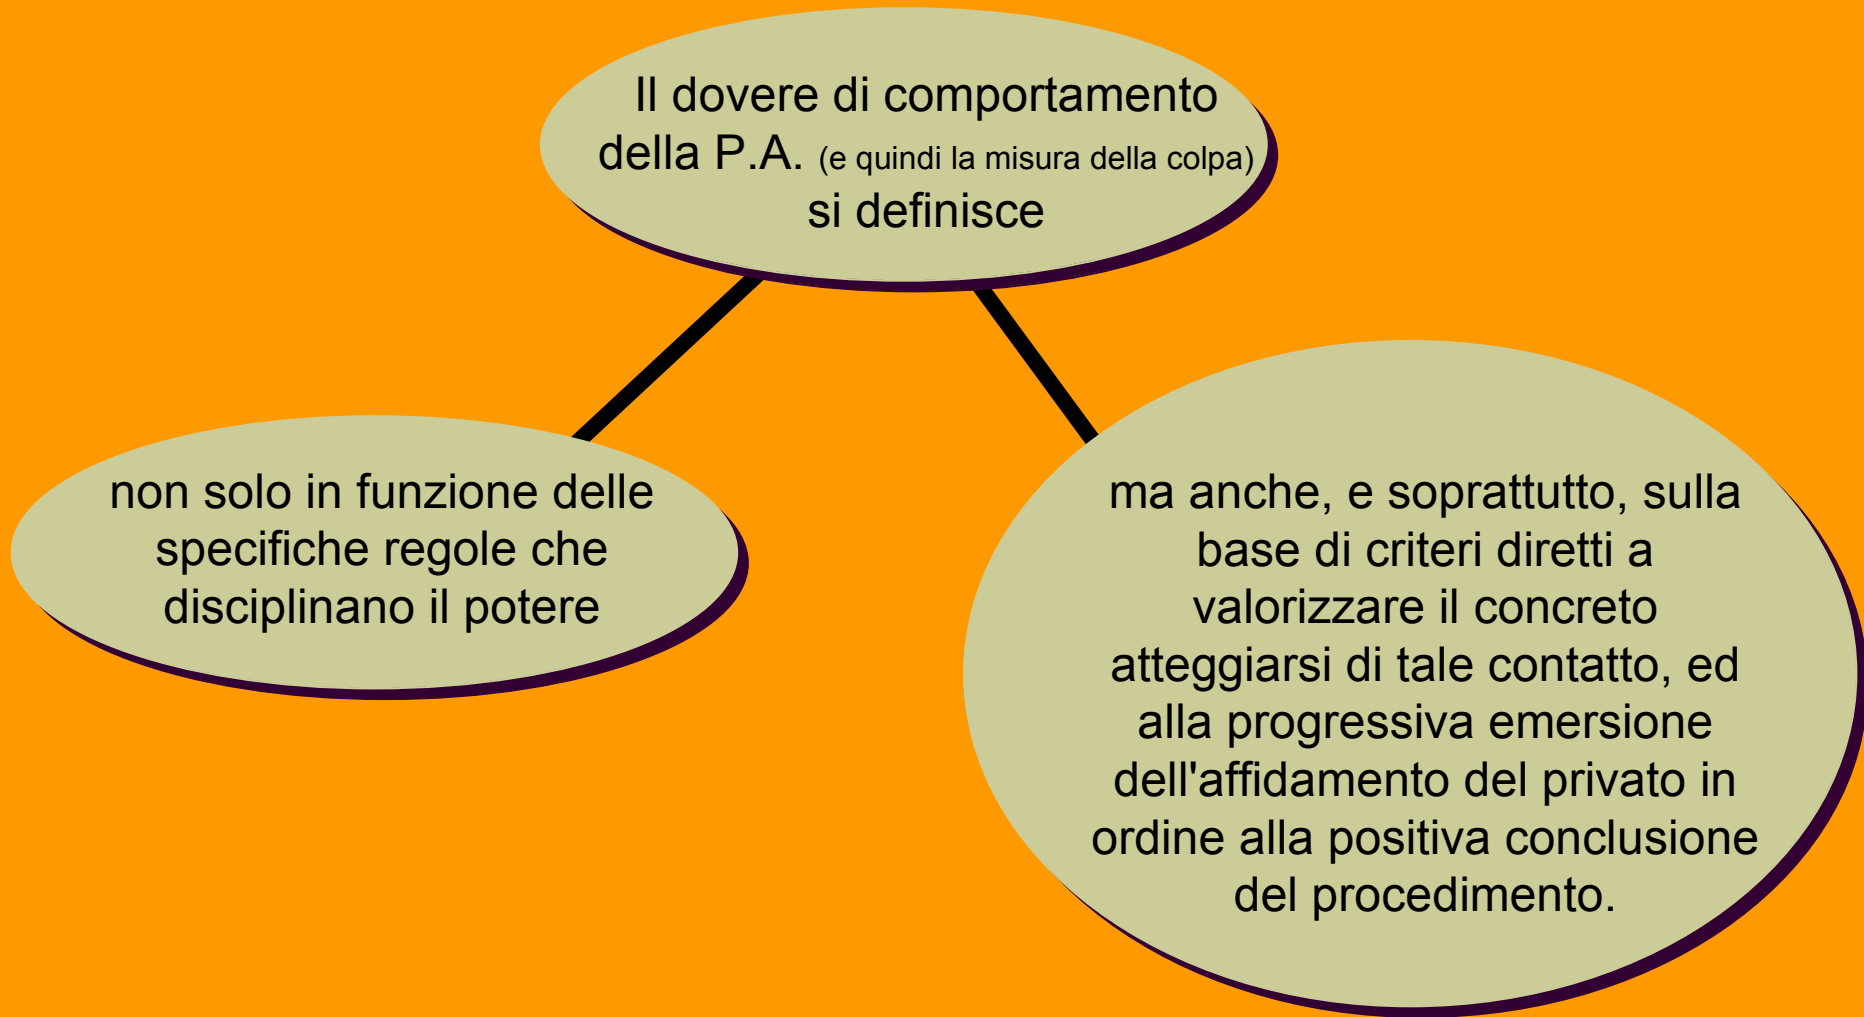 Il dovere di comportamento
della P.A. (e quindi la misura della colpa)
si definisce
non solo in funzione delle
specifiche regole che
disciplinano il potere
ma anche, e soprattutto, sulla
base di criteri diretti a
valorizzare il concreto
atteggiarsi di tale contatto, ed
alla progressiva emersione
dell'affidamento del privato in
ordine alla positiva conclusione
del procedimento.